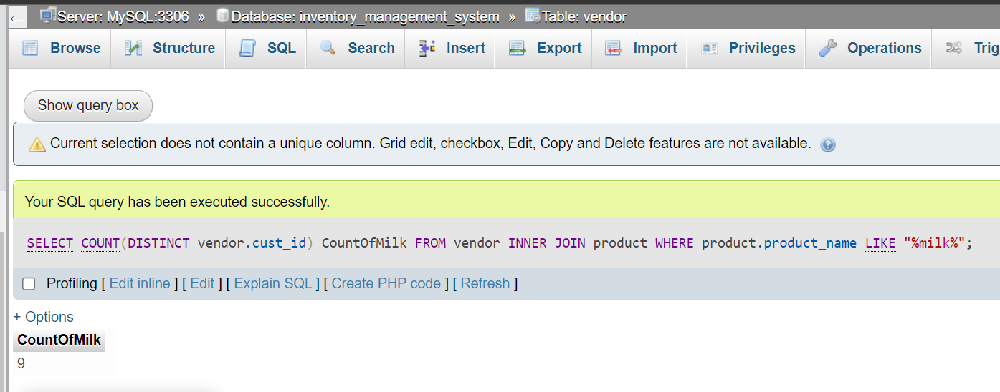 Server: MySQL:3306 » Database: inventory_management_system » Table: vendor
Browse Structure SQL Search Insert Export Import Privileges Operations Trig
Show query box
Current selection does not contain a unique column. Grid edit, checkbox, Edit, Copy and Delete features are not available.
Your SQL query has been executed successfully.
SELECT COUNT(DISTINCT vendor.cust_id) CountOfMilk FROM vendor INNER JOIN product WHERE product.product_name LIKE "%milk%";
Profiling [ Edit inline ] [ Edit ] [ Explain SQL ] [ Create PHP code ] [ Refresh ]
+ Options
CountOfMilk
9